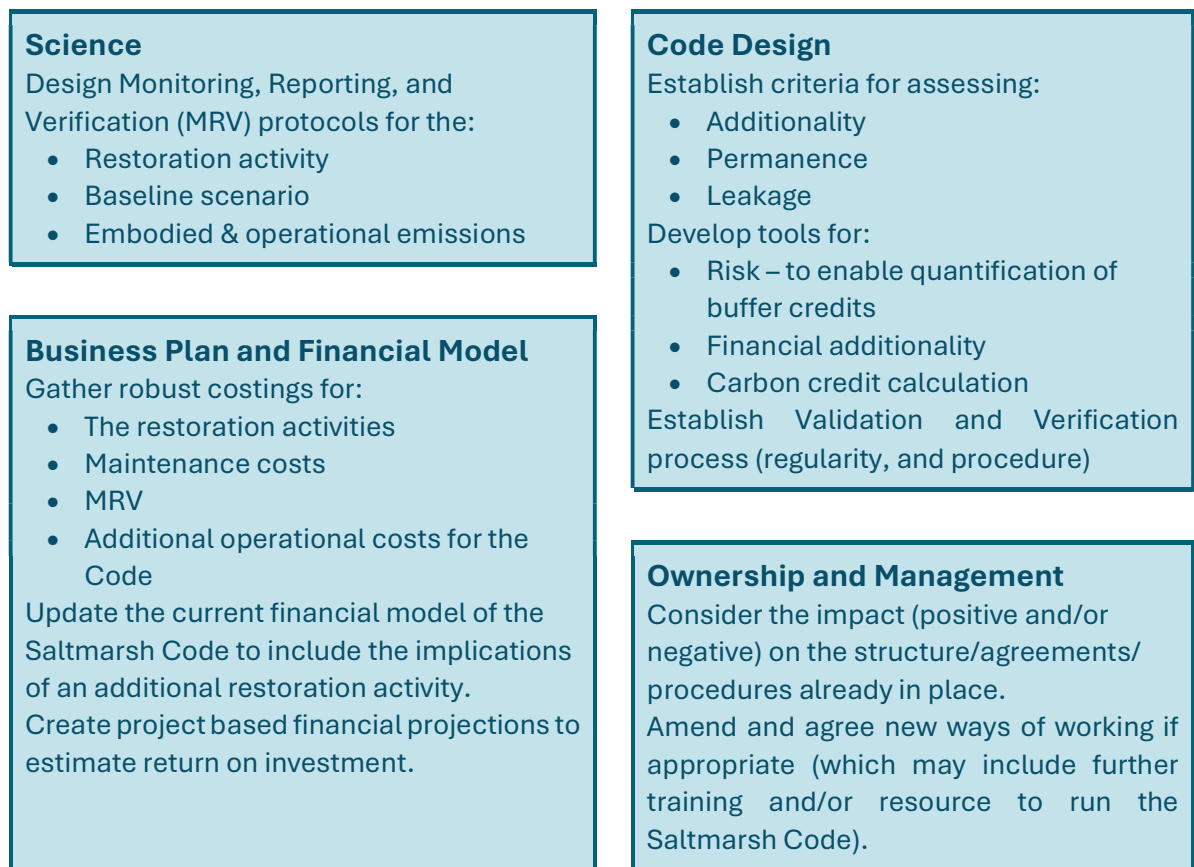 Science
Design Monitoring, Reporting, and
Verification (MRV) protocols for the:
• Restoration activity
• Baseline scenario
• Embodied & operational emissions
Business Plan and Financial Model
Gather robust costings for:
• The restoration activities
• Maintenance costs
• MRV
• Additional operational costs for the
Code
Update the current financial model of the
Saltmarsh Code to include the implications
of an additional restoration activity.
Create project based financial projections to
estimate return on investment.
Code Design
Establish criteria for assessing:
• Additionality
• Permanence
• Leakage
Develop tools for:
• Risk – to enable quantification of
buffer credits
• Financial additionality
• Carbon credit calculation
Establish Validation and Verification
process (regularity, and procedure)
Ownership and Management
Consider the impact (positive and/or
negative) on the structure/agreements/
procedures already in place.
Amend and agree new ways of working if
appropriate (which may include further
training and/or resource to run the
Saltmarsh Code).